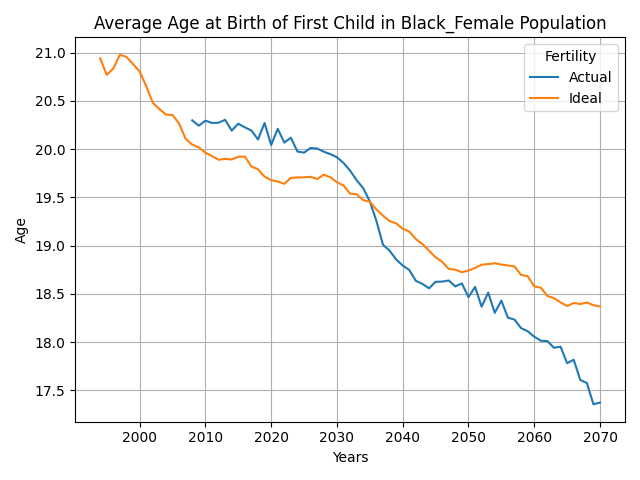 Average Age at Birth of First Child in Black_Female Population
Fertility
Actual
Ideal
Age
21.0
20.5
20.0
19.5
19.0
18.5
18.0
17.5
2000 2010 2020 2030 2040 2050 2060 2070
Years